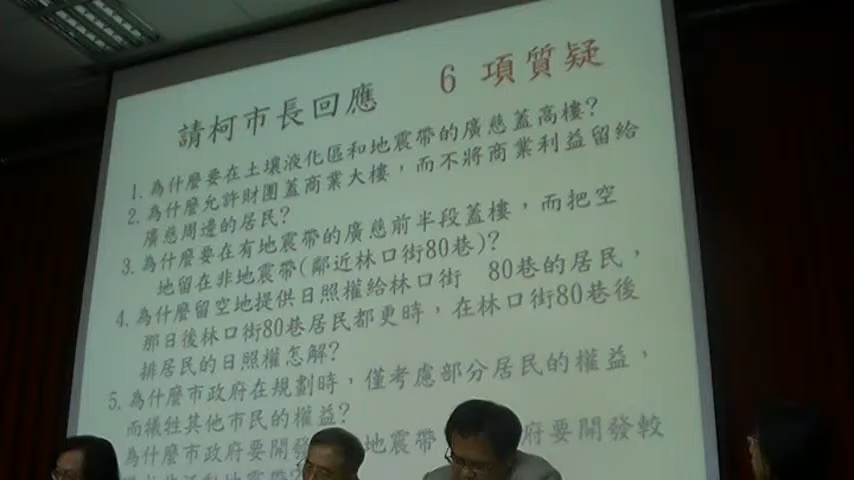 請柯市長回應 6 項質疑
1. 為什麼要在土壤液化區和地震帶的廣慈蓋高樓?
2. 為什麼允許財團蓋商業大樓，而不將商業利益留給
廣慈周邊的居民?
3. 為什麼要在有地震帶的廣慈前半段蓋樓，而把空
地留在非地震帶(鄰近林口街80巷)?
4. 為什麼留空地提供日照權給林口街 80巷的居民，
那日後林口街80巷居民都更時，在林口街80巷後
排居民的日照權怎解?
5. 為什麼市政府在規劃時，僅考慮部分居民的權益，
而犧牲其他市民的權益?
為什麼市政府要開發 地震帶 府要開發較
地震帶?